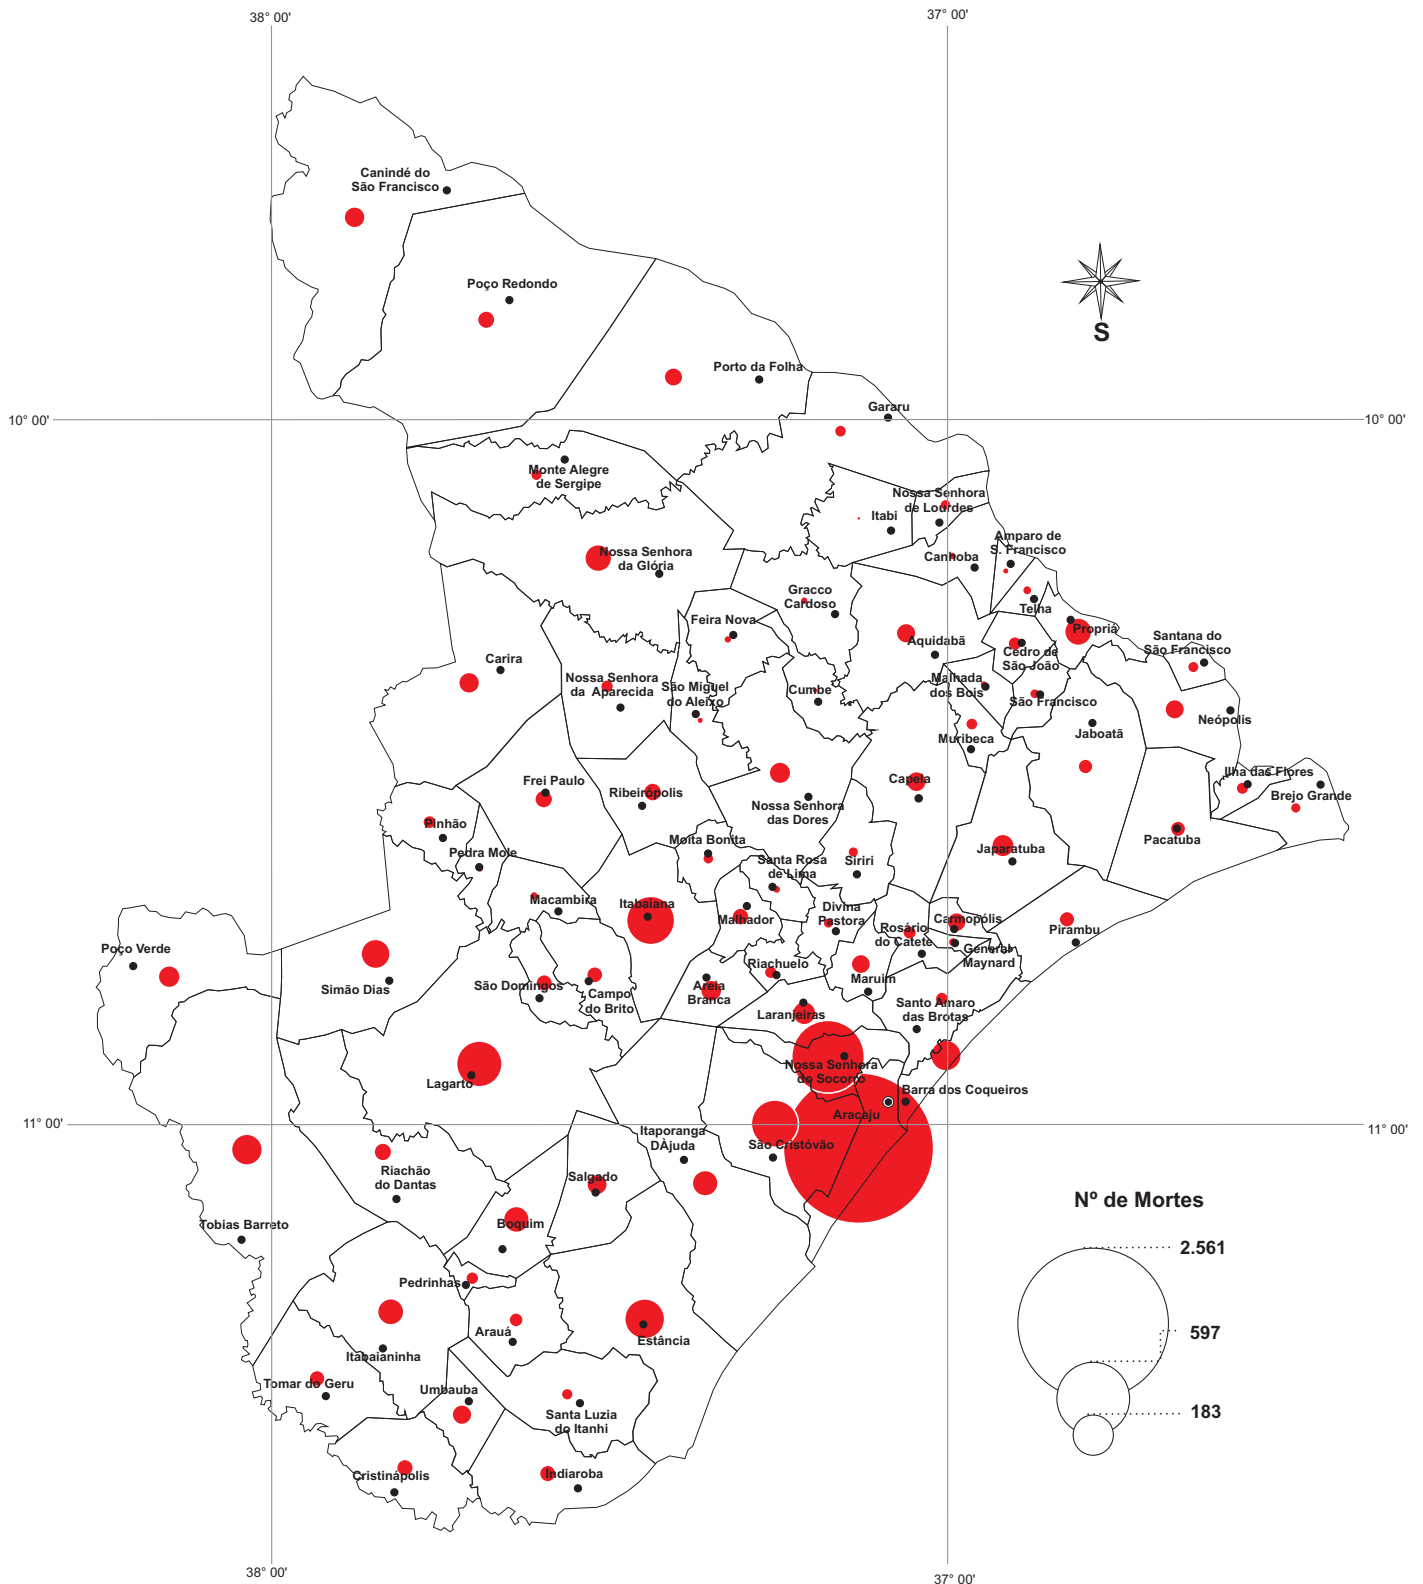 38° 00'
37° 00'
Canindé do
São Francisco
Poço Redondo
S
Porto da Folha
Gararu
10° 00'
10° 00'
Monte Alegre
de Sergipe
Nossa Senhora
de Lourdes
Itabi
Amparo de
S. Francisco
Nossa Senhora
da Glória
Canhoba
Gracco
Cardoso
Telha
Feira Nova
Propriá
Aquidabã
Santana do
São Francisco
Cedro de
São João
Carira
Nossa Senhora
da Aparecida
São Miguel
do Aleixo
Cumbe
Malhada
dos Bois
São Francisco
Neópolis
Jaboatã
Muribeca
Frei Paulo
Ribeirópolis
Capela
Ilha das Flores
Brejo Grande
Nossa Senhora
das Dores
Pinhão
Moita Bonita
Pacatuba
Pedra Mole
Santa Rosa
de Lima
Siriri
Japaratuba
Macambira
Itabaiana
Malhador
Divina
Pastora
Carmopólis
Rosário
do Catete
Pirambu
General
Maynard
Poço Verde
Simão Dias
São Domingos
Campo
do Brito
Areia
Branca
Riachuelo
Maruim
Laranjeiras
Santo Amaro
das Brotas
Nossa Senhora
do Socorro
Lagarto
Barra dos Coqueiros
Aracaju
11° 00'
11° 00'
Itaporanga
DÀjuda
São Cristóvão
Riachão
do Dantas
Salgado
Nº de Mortes
Tobias Barreto
Boquim
2.561
Pedrinhas
Arauá
Estância
597
Itabaianinha
Tomar do Geru
Umbauba
183
Santa Luzia
do Itanhi
Cristinápolis
Indiaroba
38° 00'
37° 00'